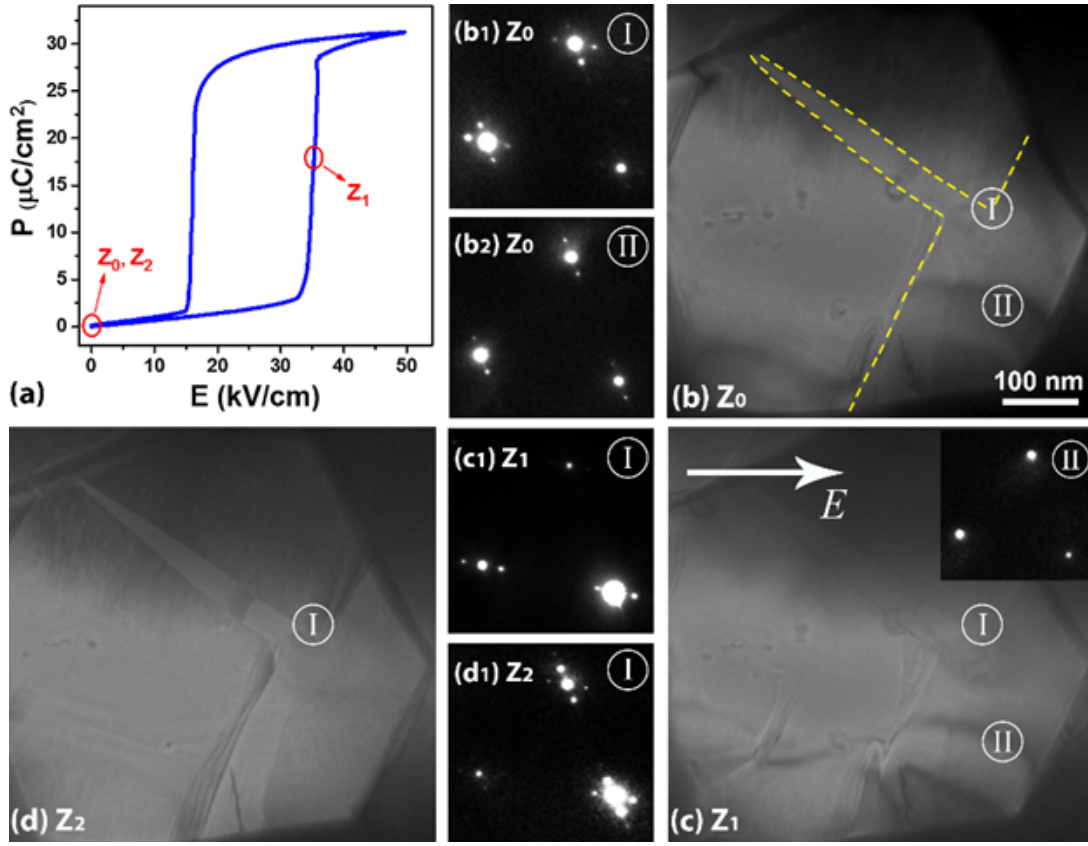 P (μC/cm²)
30
25
20
15
10
5
0
Z₀, Z₂
Z₁
0 10 20 30 40 50
E (kV/cm)
(a)
(b₁) Z₀
I
(b₂) Z₀
II
I
II
100 nm
(b) Z₀
(c₁) Z₁
I
(d₁) Z₂
I
I
(d) Z₂
E
II
I
II
(c) Z₁